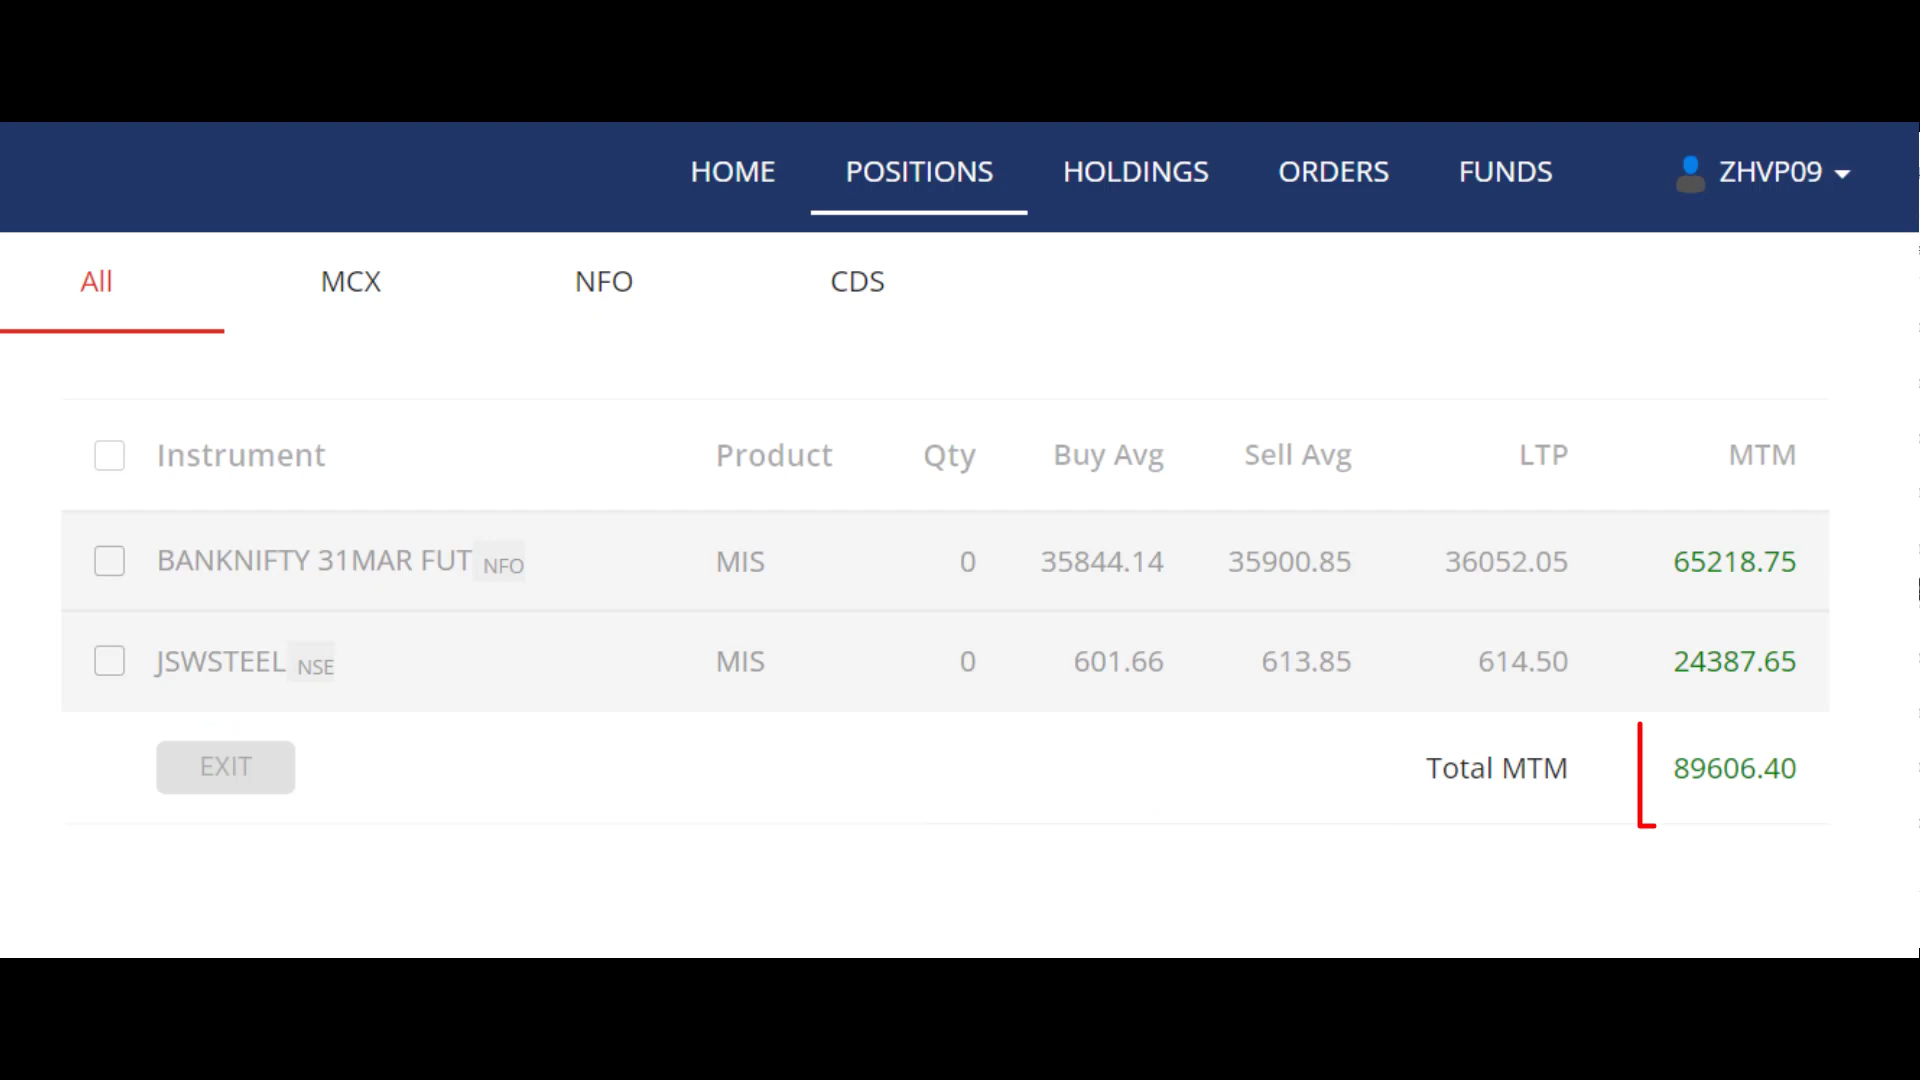 HOME POSITIONS HOLDINGS ORDERS FUNDS ZHVP09
All MCX NFO CDS
Instrument Product Qty Buy Avg Sell Avg LTP MTM
BANKNIFTY 31MAR FUT NFO MIS 0 35844.14 35900.85 36052.05 65218.75
JSWSTEEL NSE MIS 0 601.66 613.85 614.50 24387.65
EXIT Total MTM 89606.40